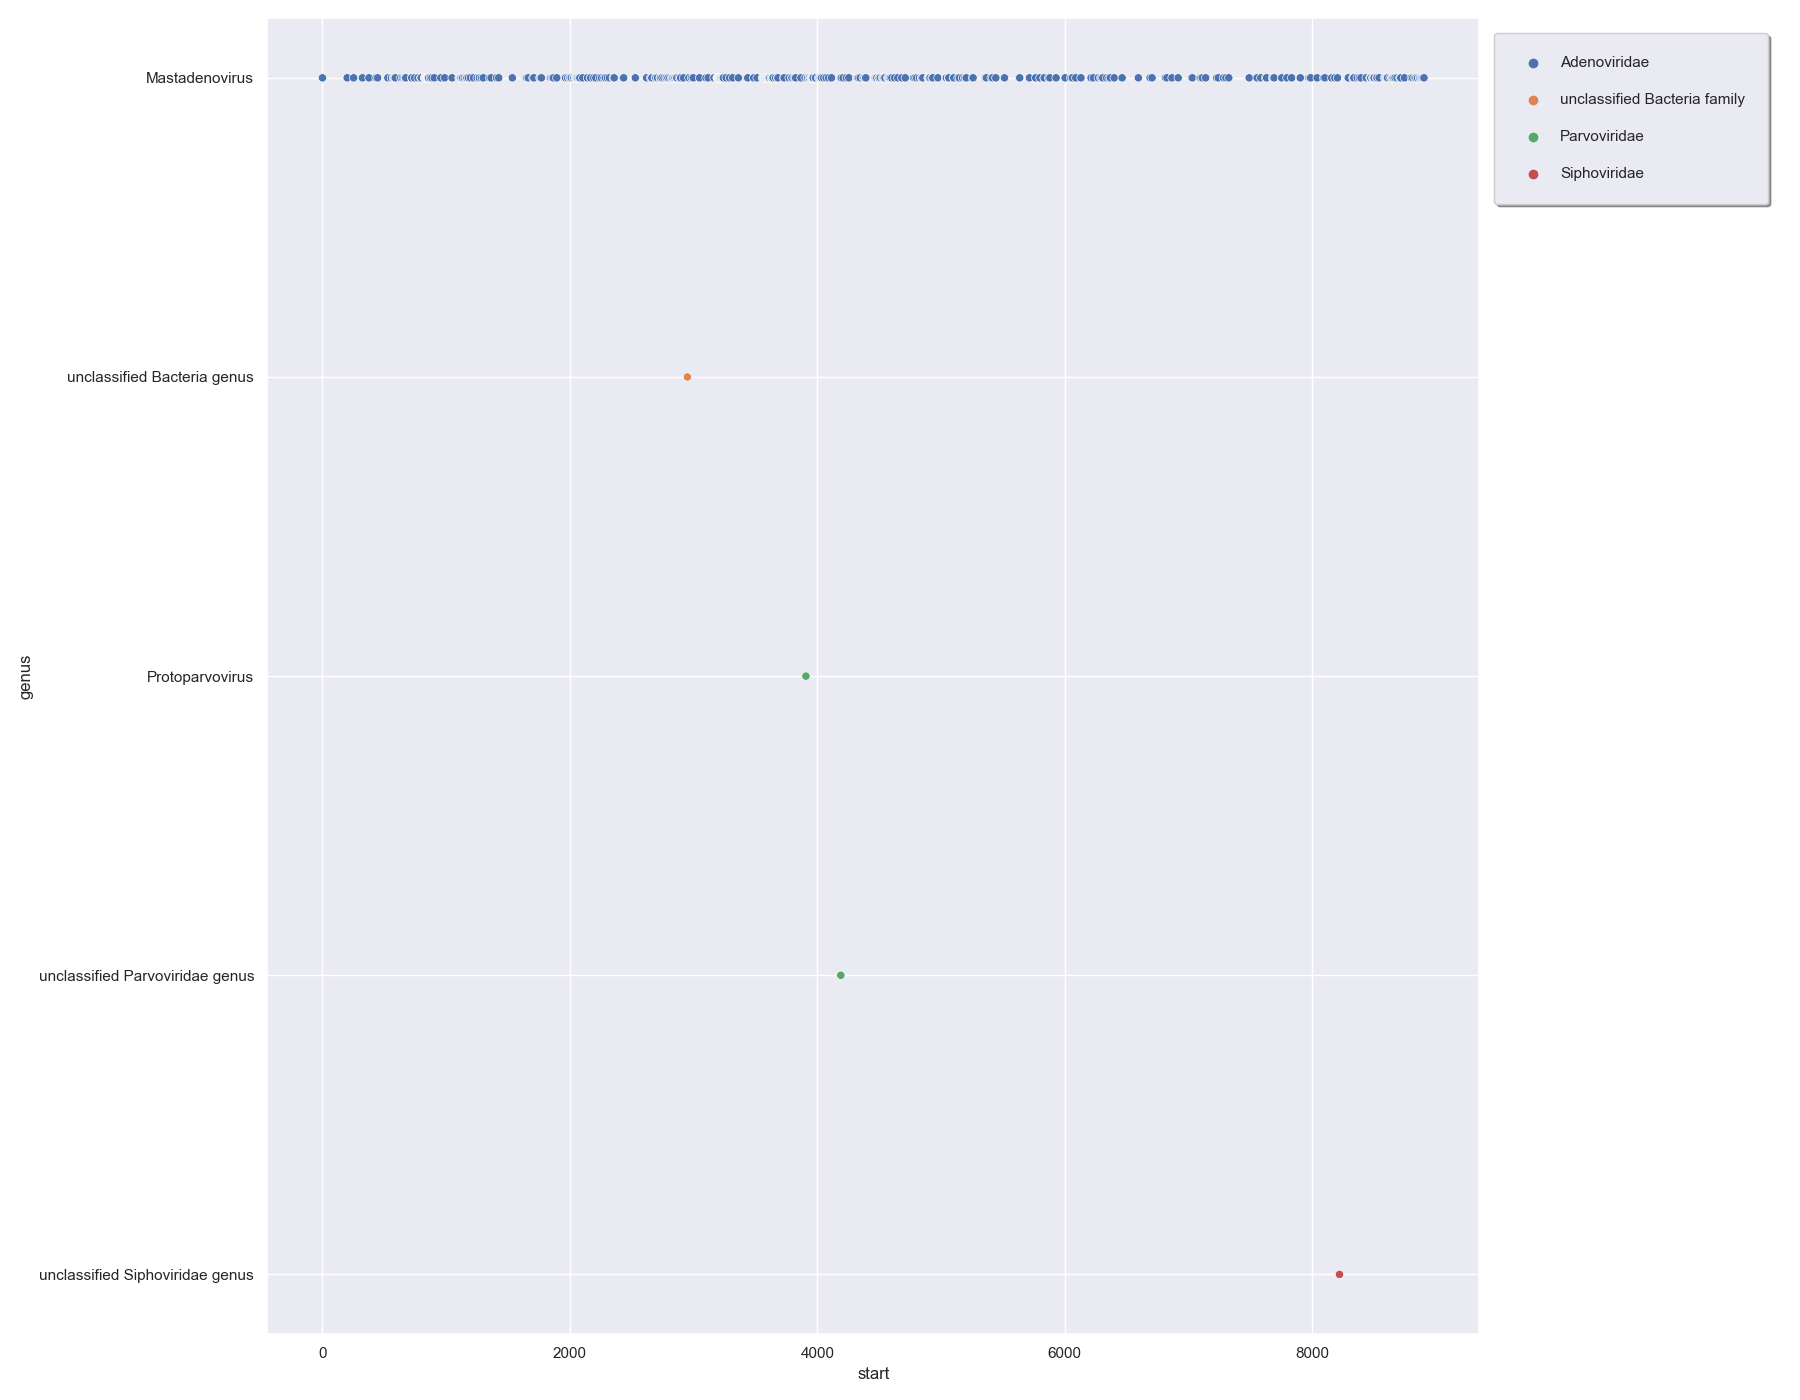 Mastadenovirus
unclassified Bacteria genus
Protoparvovirus
unclassified Parvoviridae genus
unclassified Siphoviridae genus
genus
0 2000 4000 6000 8000
start
Adenoviridae
unclassified Bacteria family
Parvoviridae
Siphoviridae